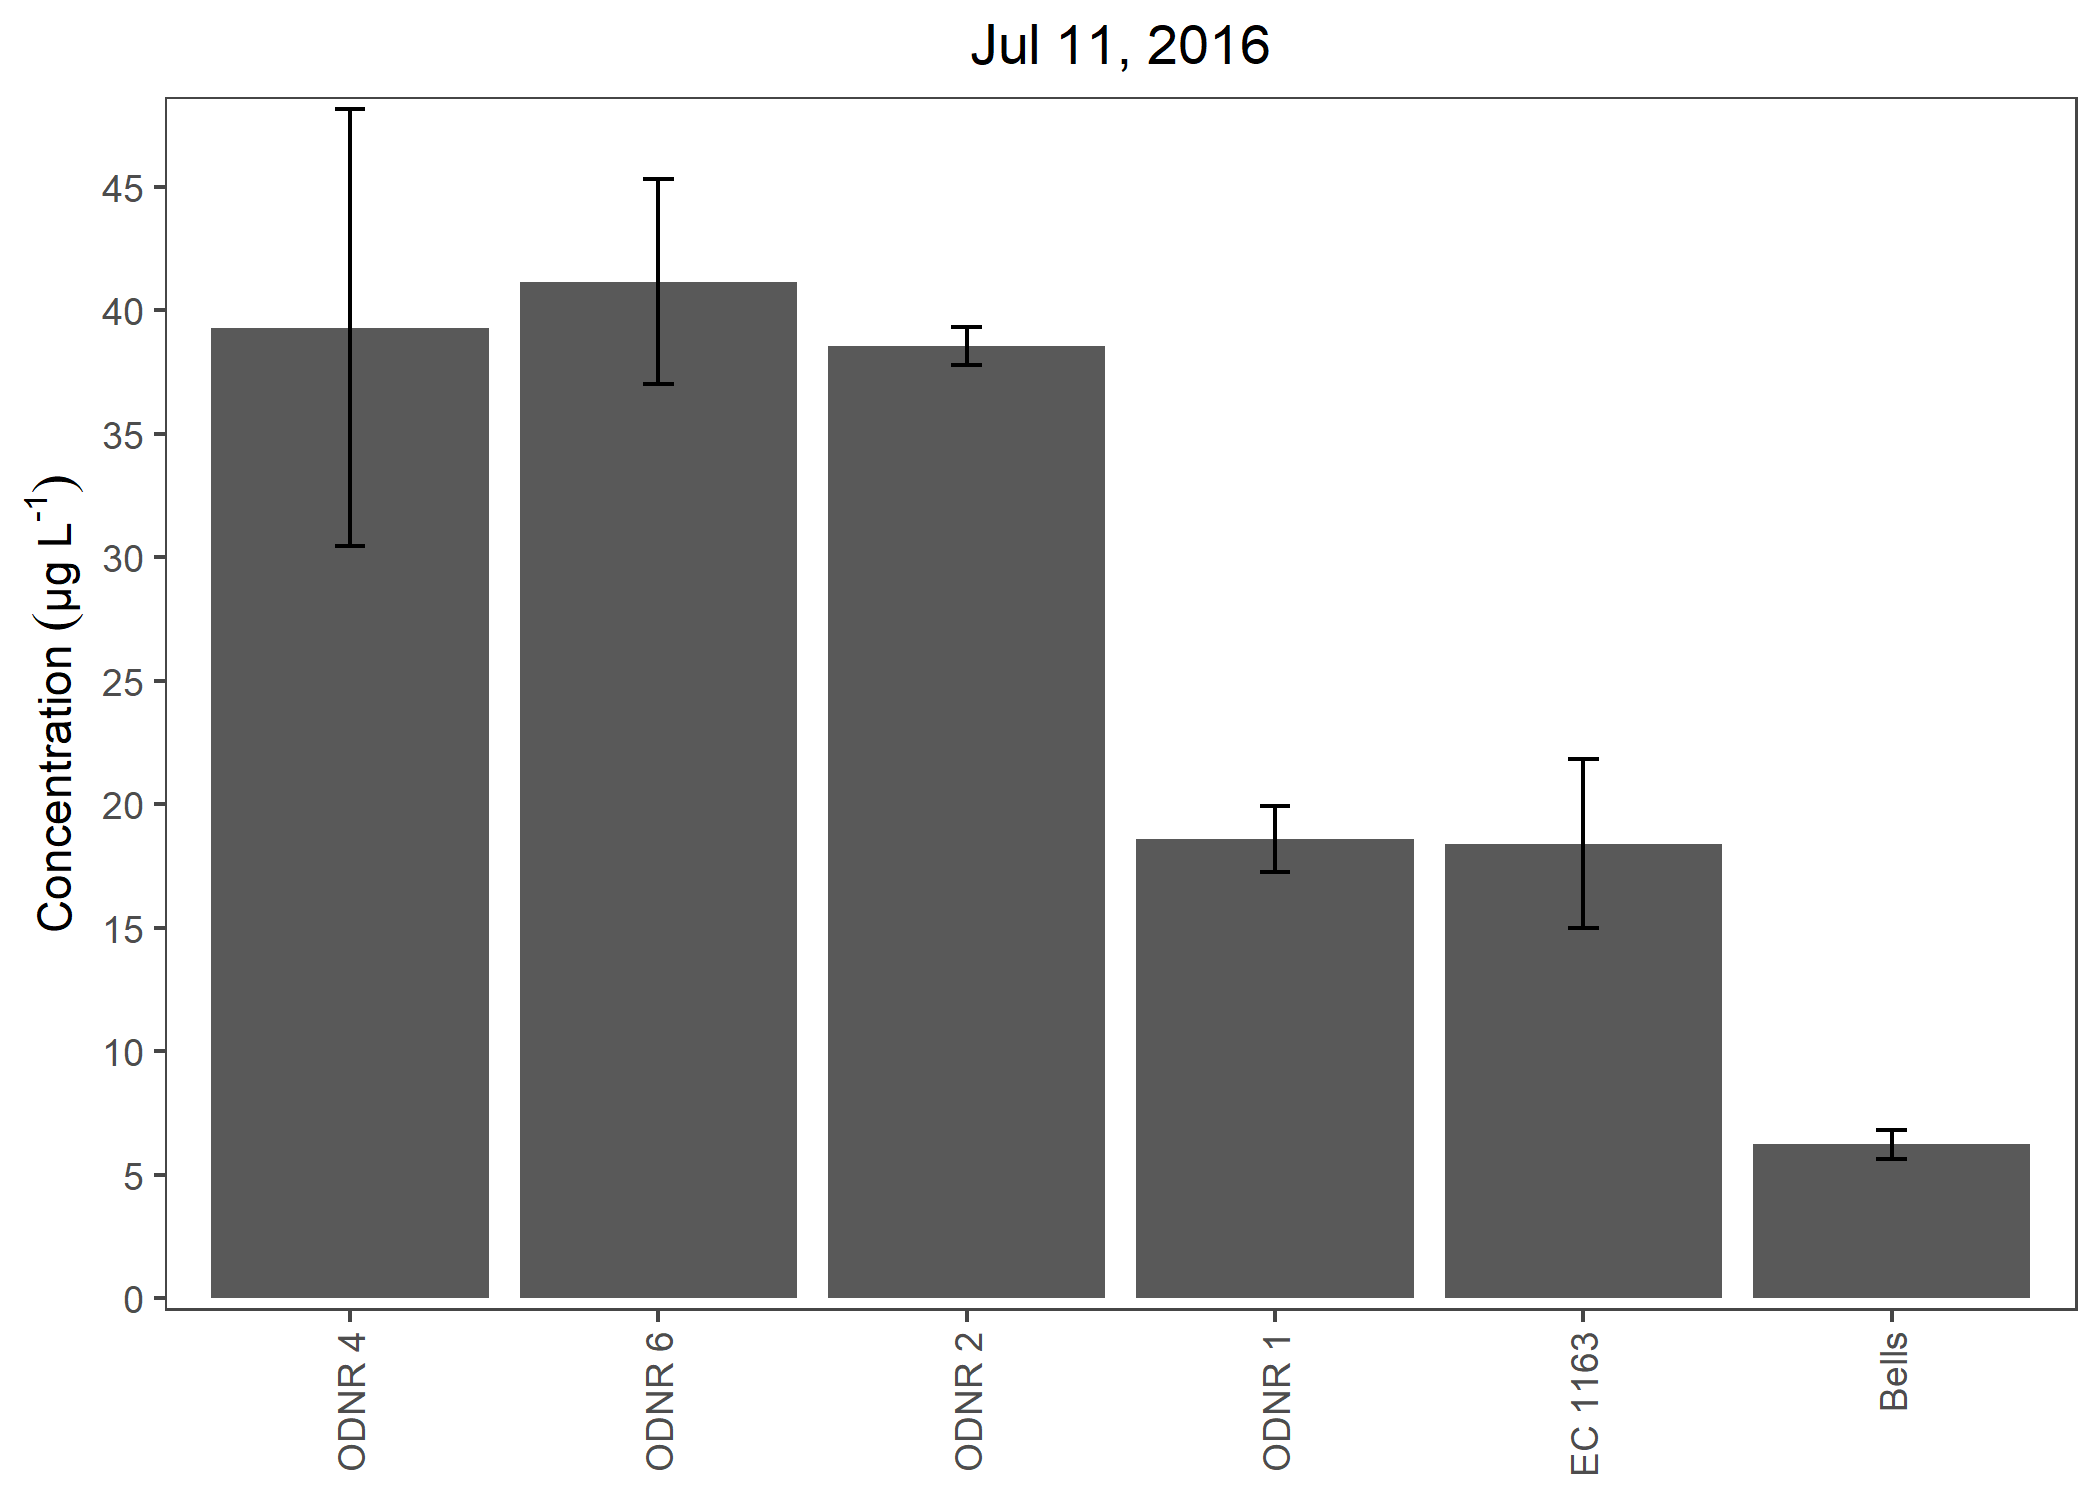 Jul 11, 2016
Concentration (µg L⁻¹)
45
40
35
30
25
20
15
10
5
0
ODNR 4
ODNR 6
ODNR 2
ODNR 1
EC 1163
Bells